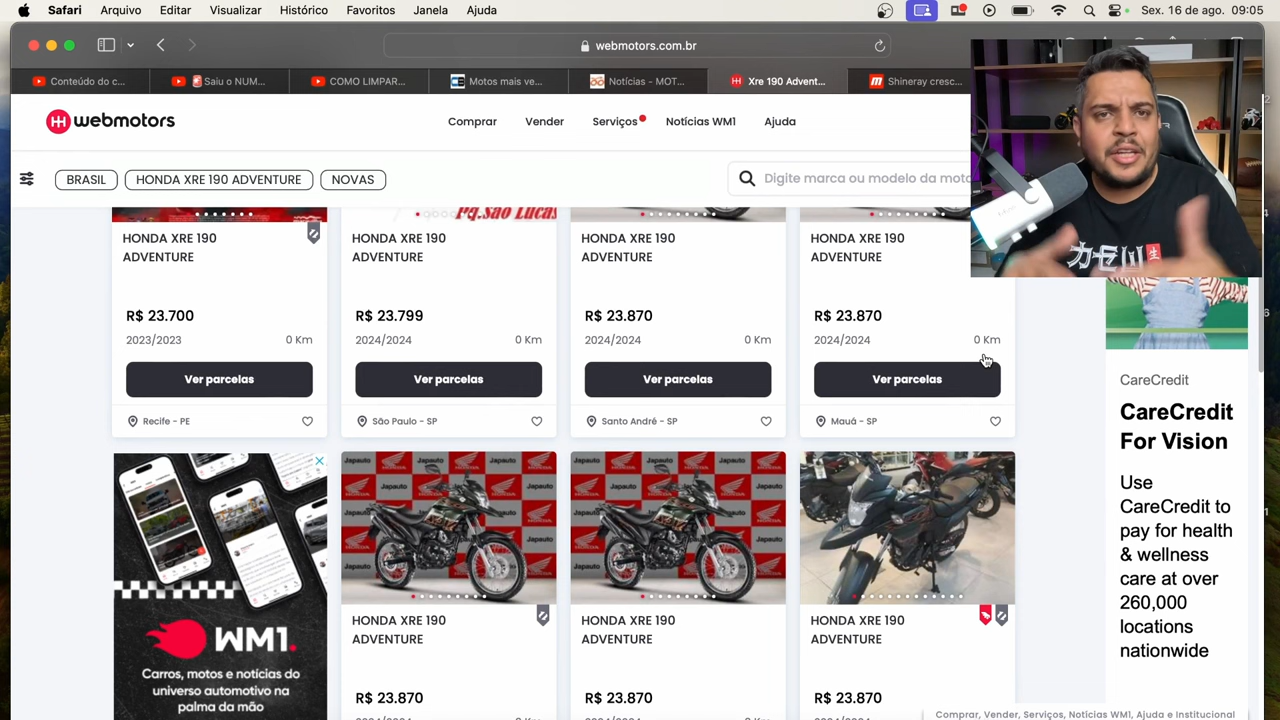 Safari Arquivo Editar Visualizar Histórico Favoritos Janela Ajuda Sex. 16 de ago. 09:05
webmotors.com.br
Conteúdo do c...
Saiu o NUM...
COMO LIMPAR...
Motos mais ve...
Notícias - MOT...
Xre 190 Advent...
Shineray cresc...
webmotors
Comprar Vender Serviços Notícias WM1 Ajuda
BRASIL HONDA XRE 190 ADVENTURE NOVAS
Digite marca ou modelo da moto
Pq.São Lucas
HONDA XRE 190
ADVENTURE
R$ 23.700
2023/2023 0 Km
Ver parcelas
Recife - PE
HONDA XRE 190
ADVENTURE
R$ 23.799
2024/2024 0 Km
Ver parcelas
São Paulo - SP
HONDA XRE 190
ADVENTURE
R$ 23.870
2024/2024 0 Km
Ver parcelas
Santo André - SP
HONDA XRE 190
ADVENTURE
R$ 23.870
2024/2024 0 Km
Ver parcelas
Mauá - SP
WM1.
Carros, motos e notícias do
universo automotivo na
palma da mão
HONDA XRE 190
ADVENTURE
R$ 23.870
HONDA XRE 190
ADVENTURE
R$ 23.870
HONDA XRE 190
ADVENTURE
R$ 23.870
CareCredit
CareCredit
For Vision
Use
CareCredit to
pay for health
& wellness
care at over
260,000
locations
nationwide
Comprar, Vender, Serviços, Notícias WM1, Ajuda e Institucional